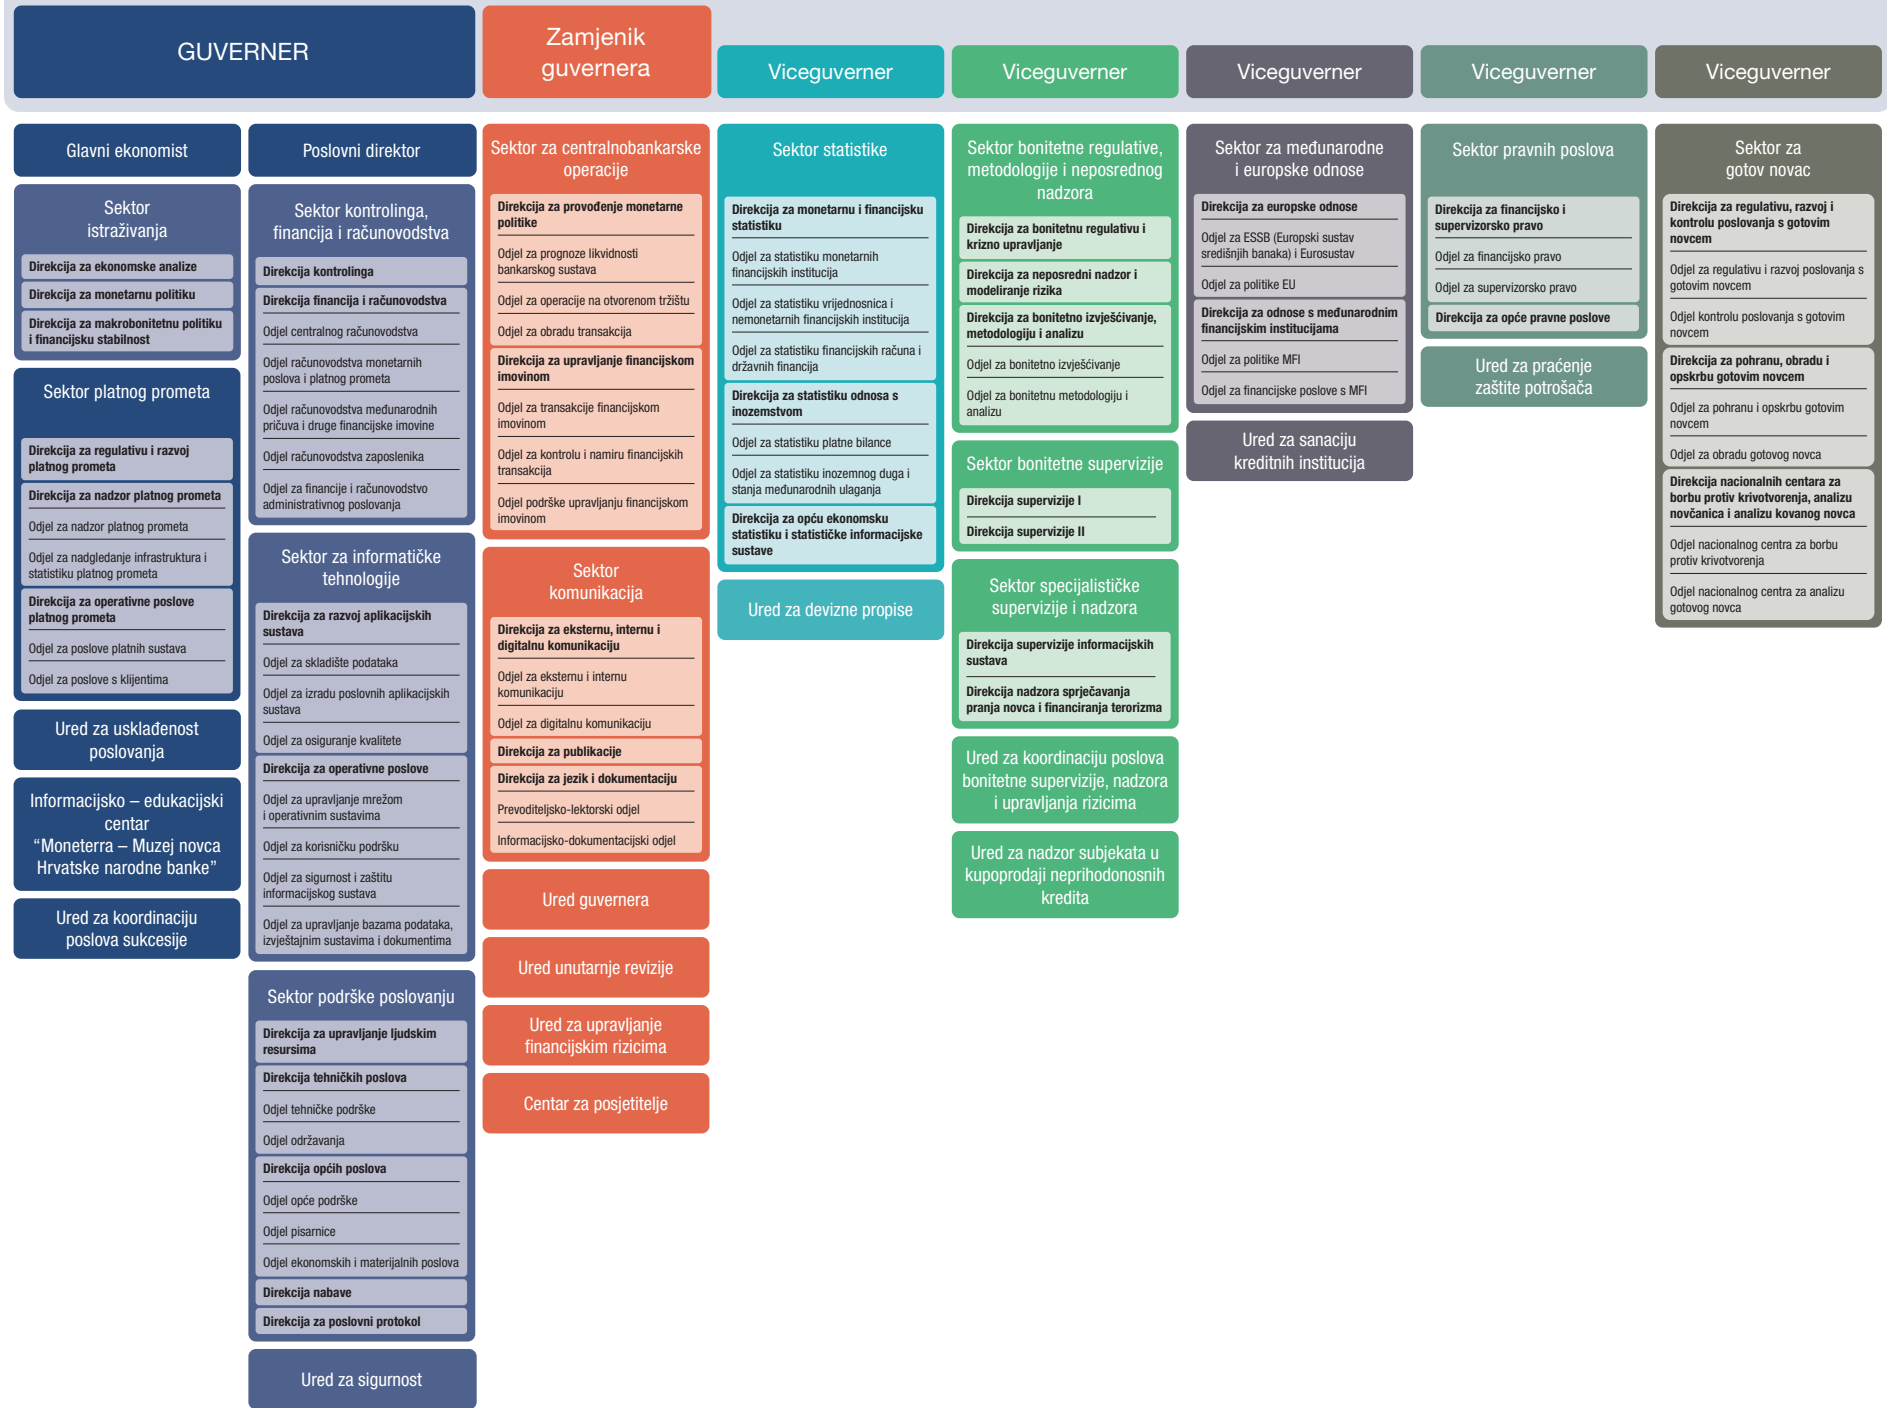 GUVERNER
Zamjenik
guvernera
Viceguverner
Viceguverner
Viceguverner
Viceguverner
Viceguverner
Glavni ekonomist
Sektor
istraživanja
Direkcija za ekonomske analize
Direkcija za monetarnu politiku
Direkcija za makrobonitetnu politiku
i financijsku stabilnost
Sektor platnog prometa
Direkcija za regulativu i razvoj
platnog prometa
Direkcija za nadzor platnog prometa
Odjel za nadzor platnog prometa
Odjel za nadgledanje infrastruktura i
statistiku platnog prometa
Direkcija za operativne poslove
platnog prometa
Odjel za poslove platnih sustava
Odjel za poslove s klijentima
Ured za usklađenost
poslovanja
Informacijsko – edukacijski
centar
“Moneterra – Muzej novca
Hrvatske narodne banke”
Ured za koordinaciju
poslova sukcesije
Poslovni direktor
Sektor kontrolinga,
financija i računovodstva
Direkcija kontrolinga
Direkcija financija i računovodstva
Odjel centralnog računovodstva
Odjel računovodstva monetarnih
poslova i platnog prometa
Odjel računovodstva međunarodnih
pričuva i druge financijske imovine
Odjel računovodstva zaposlenika
Odjel za financije i računovodstvo
administrativnog poslovanja
Sektor za informatičke
tehnologije
Direkcija za razvoj aplikacijskih
sustava
Odjel za skladište podataka
Odjel za izradu poslovnih aplikacijskih
sustava
Odjel za osiguranje kvalitete
Direkcija za operativne poslove
Odjel za upravljanje mrežom
i operativnim sustavima
Odjel za korisničku podršku
Odjel za sigurnost i zaštitu
informacijskog sustava
Odjel za upravljanje bazama podataka,
izvještajnim sustavima i dokumentima
Sektor podrške poslovanju
Direkcija za upravljanje ljudskim
resursima
Direkcija tehničkih poslova
Odjel tehničke podrške
Odjel održavanja
Direkcija općih poslova
Odjel opće podrške
Odjel pisarnice
Odjel ekonomskih i materijalnih poslova
Direkcija nabave
Direkcija za poslovni protokol
Ured za sigurnost
Sektor za centralnobankarske
operacije
Direkcija za provođenje monetarne
politike
Odjel za prognoze likvidnosti
bankarskog sustava
Odjel za operacije na otvorenom tržištu
Odjel za obradu transakcija
Direkcija za upravljanje financijskom
imovinom
Odjel za transakcije financijskom
imovinom
Odjel za kontrolu i namiru financijskih
transakcija
Odjel podrške upravljanju financijskom
imovinom
Sektor
komunikacija
Direkcija za eksternu, internu i
digitalnu komunikaciju
Odjel za eksternu i internu
komunikaciju
Odjel za digitalnu komunikaciju
Direkcija za publikacije
Direkcija za jezik i dokumentaciju
Prevoditeljsko-lektorski odjel
Informacijsko-dokumentacijski odjel
Ured guvernera
Ured unutarnje revizije
Ured za upravljanje
financijskim rizicima
Centar za posjetitelje
Sektor statistike
Direkcija za monetarnu i financijsku
statistiku
Odjel za statistiku monetarnih
financijskih institucija
Odjel za statistiku vrijednosnica i
nemonetarnih financijskih institucija
Odjel za statistiku financijskih računa i
državnih financija
Direkcija za statistiku odnosa s
inozemstvom
Odjel za statistiku platne bilance
Odjel za statistiku inozemnog duga i
stanja međunarodnih ulaganja
Direkcija za opću ekonomsku
statistiku i statističke informacijske
sustave
Ured za devizne propise
Sektor bonitetne regulative,
metodologije i neposrednog
nadzora
Direkcija za bonitetnu regulativu i
krizno upravljanje
Direkcija za neposredni nadzor i
modeliranje rizika
Direkcija za bonitetno izvješćivanje,
metodologiju i analizu
Odjel za bonitetno izvješćivanje
Odjel za bonitetnu metodologiju i
analizu
Sektor bonitetne supervizije
Direkcija supervizije I
Direkcija supervizije II
Sektor specijalističke
supervizije i nadzora
Direkcija supervizije informacijskih
sustava
Direkcija nadzora sprječavanja
pranja novca i financiranja terorizma
Ured za koordinaciju poslova
bonitetne supervizije, nadzora
i upravljanja rizicima
Ured za nadzor subjekata u
kupoprodaji neprihodonosnih
kredita
Sektor za međunarodne
i europske odnose
Direkcija za europske odnose
Odjel za ESSB (Europski sustav
središnjih banaka) i Eurosustav
Odjel za politike EU
Direkcija za odnose s međunarodnim
financijskim institucijama
Odjel za politike MFI
Odjel za financijske poslove s MFI
Ured za sanaciju
kreditnih institucija
Sektor pravnih poslova
Direkcija za financijsko i
supervizorsko pravo
Odjel za financijsko pravo
Odjel za supervizorsko pravo
Direkcija za opće pravne poslove
Ured za praćenje
zaštite potrošača
Sektor za
gotov novac
Direkcija za regulativu, razvoj i
kontrolu poslovanja s gotovim
novcem
Odjel za regulativu i razvoj poslovanja s
gotovim novcem
Odjel kontrolu poslovanja s gotovim
novcem
Direkcija za pohranu, obradu i
opskrbu gotovim novcem
Odjel za pohranu i opskrbu gotovim
novcem
Odjel za obradu gotovog novca
Direkcija nacionalnih centara za
borbu protiv krivotvorenja, analizu
novčanica i analizu kovanog novca
Odjel nacionalnog centra za borbu
protiv krivotvorenja
Odjel nacionalnog centra za analizu
gotovog novca